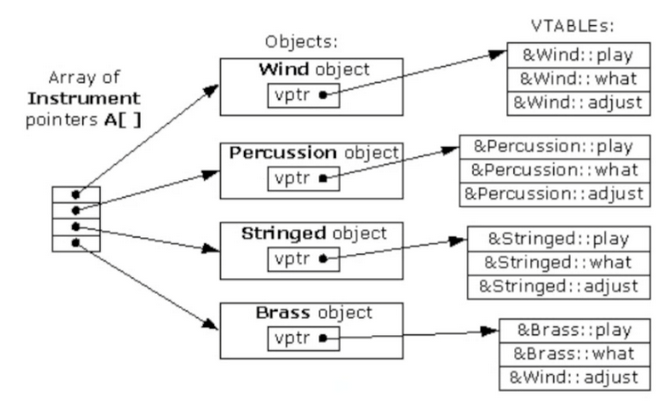 Array of
Instrument
pointers A[ ]
Objects:
Wind object
vptr
Percussion object
vptr
Stringed object
vptr
Brass object
vptr
VTABLEs:
&Wind::play
&Wind::what
&Wind::adjust
&Percussion::play
&Percussion::what
&Percussion::adjust
&Stringed::play
&Stringed::what
&Stringed::adjust
&Brass::play
&Brass::what
&Wind::adjust